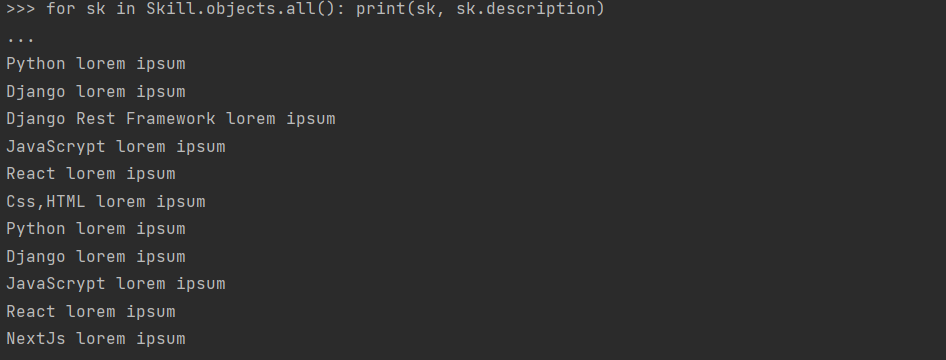 >>> for sk in Skill.objects.all(): print(sk, sk.description)
...
Python lorem ipsum
Django lorem ipsum
Django Rest Framework lorem ipsum
JavaScrypt lorem ipsum
React lorem ipsum
Css,HTML lorem ipsum
Python lorem ipsum
Django lorem ipsum
JavaScrypt lorem ipsum
React lorem ipsum
NextJs lorem ipsum